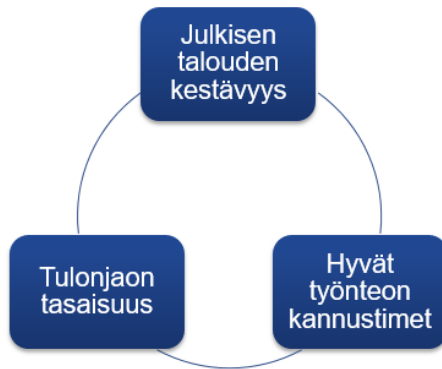 Julkisen
talouden
kestävyys
Tulonjaon
tasaisuus
Hyvät
työnteon
kannustimet